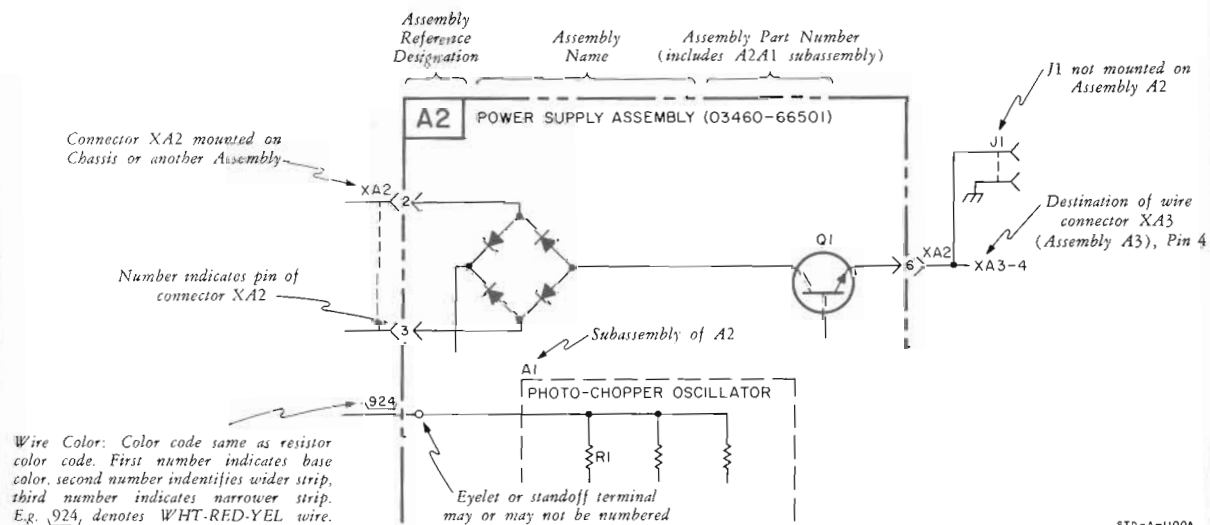 Assembly
Reference
Designation
Assembly
Name
Assembly Part Number
(includes A2A1 subassembly)
J1 not mounted on
Assembly A2
A2
POWER SUPPLY ASSEMBLY (03460-66501)
Connector XA2 mounted on
Chassis or another Assembly
J1
XA2
2
Destination of wire
connector XA3
(Assembly A3), Pin 4
Q1
XA2
6
XA3-4
Number indicates pin of
connector XA2
3
Subassembly of A2
A1
PHOTO-CHOPPER OSCILLATOR
924
R1
Wire Color: Color code same as resistor
color code. First number indicates base
color, second number indentifies wider strip,
third number indicates narrower strip.
E.g. 924, denotes WHT-RED-YEL wire.
Eyelet or standoff terminal
may or may not be numbered
STD-A-1100A